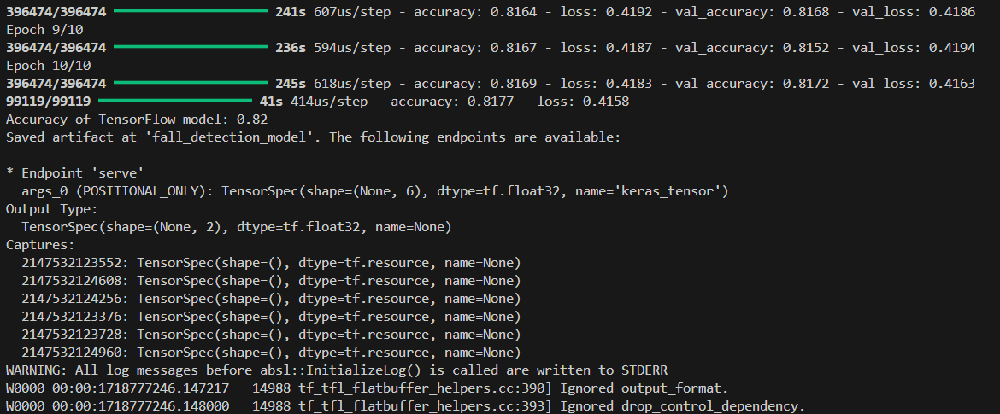 396474/396474 ━━━━━━━━━━━━━━━━━━━━ 241s 607us/step - accuracy: 0.8164 - loss: 0.4192 - val_accuracy: 0.8168 - val_loss: 0.4186
Epoch 9/10
396474/396474 ━━━━━━━━━━━━━━━━━━━━ 236s 594us/step - accuracy: 0.8167 - loss: 0.4187 - val_accuracy: 0.8152 - val_loss: 0.4194
Epoch 10/10
396474/396474 ━━━━━━━━━━━━━━━━━━━━ 245s 618us/step - accuracy: 0.8169 - loss: 0.4183 - val_accuracy: 0.8172 - val_loss: 0.4163
99119/99119 ━━━━━━━━━━━━━━━━━━━━ 41s 414us/step - accuracy: 0.8177 - loss: 0.4158
Accuracy of TensorFlow model: 0.82
Saved artifact at 'fall_detection_model'. The following endpoints are available:
* Endpoint 'serve'
args_0 (POSITIONAL_ONLY): TensorSpec(shape=(None, 6), dtype=tf.float32, name='keras_tensor')
Output Type:
TensorSpec(shape=(None, 2), dtype=tf.float32, name=None)
Captures:
2147532123552: TensorSpec(shape=(), dtype=tf.resource, name=None)
2147532124608: TensorSpec(shape=(), dtype=tf.resource, name=None)
2147532124256: TensorSpec(shape=(), dtype=tf.resource, name=None)
2147532123376: TensorSpec(shape=(), dtype=tf.resource, name=None)
2147532123728: TensorSpec(shape=(), dtype=tf.resource, name=None)
2147532124960: TensorSpec(shape=(), dtype=tf.resource, name=None)
WARNING: All log messages before absl::InitializeLog() is called are written to STDERR
W0000 00:00:1718777246.147217   14988 tf_tfl_flatbuffer_helpers.cc:390] Ignored output_format.
W0000 00:00:1718777246.148000   14988 tf_tfl_flatbuffer_helpers.cc:393] Ignored drop_control_dependency.